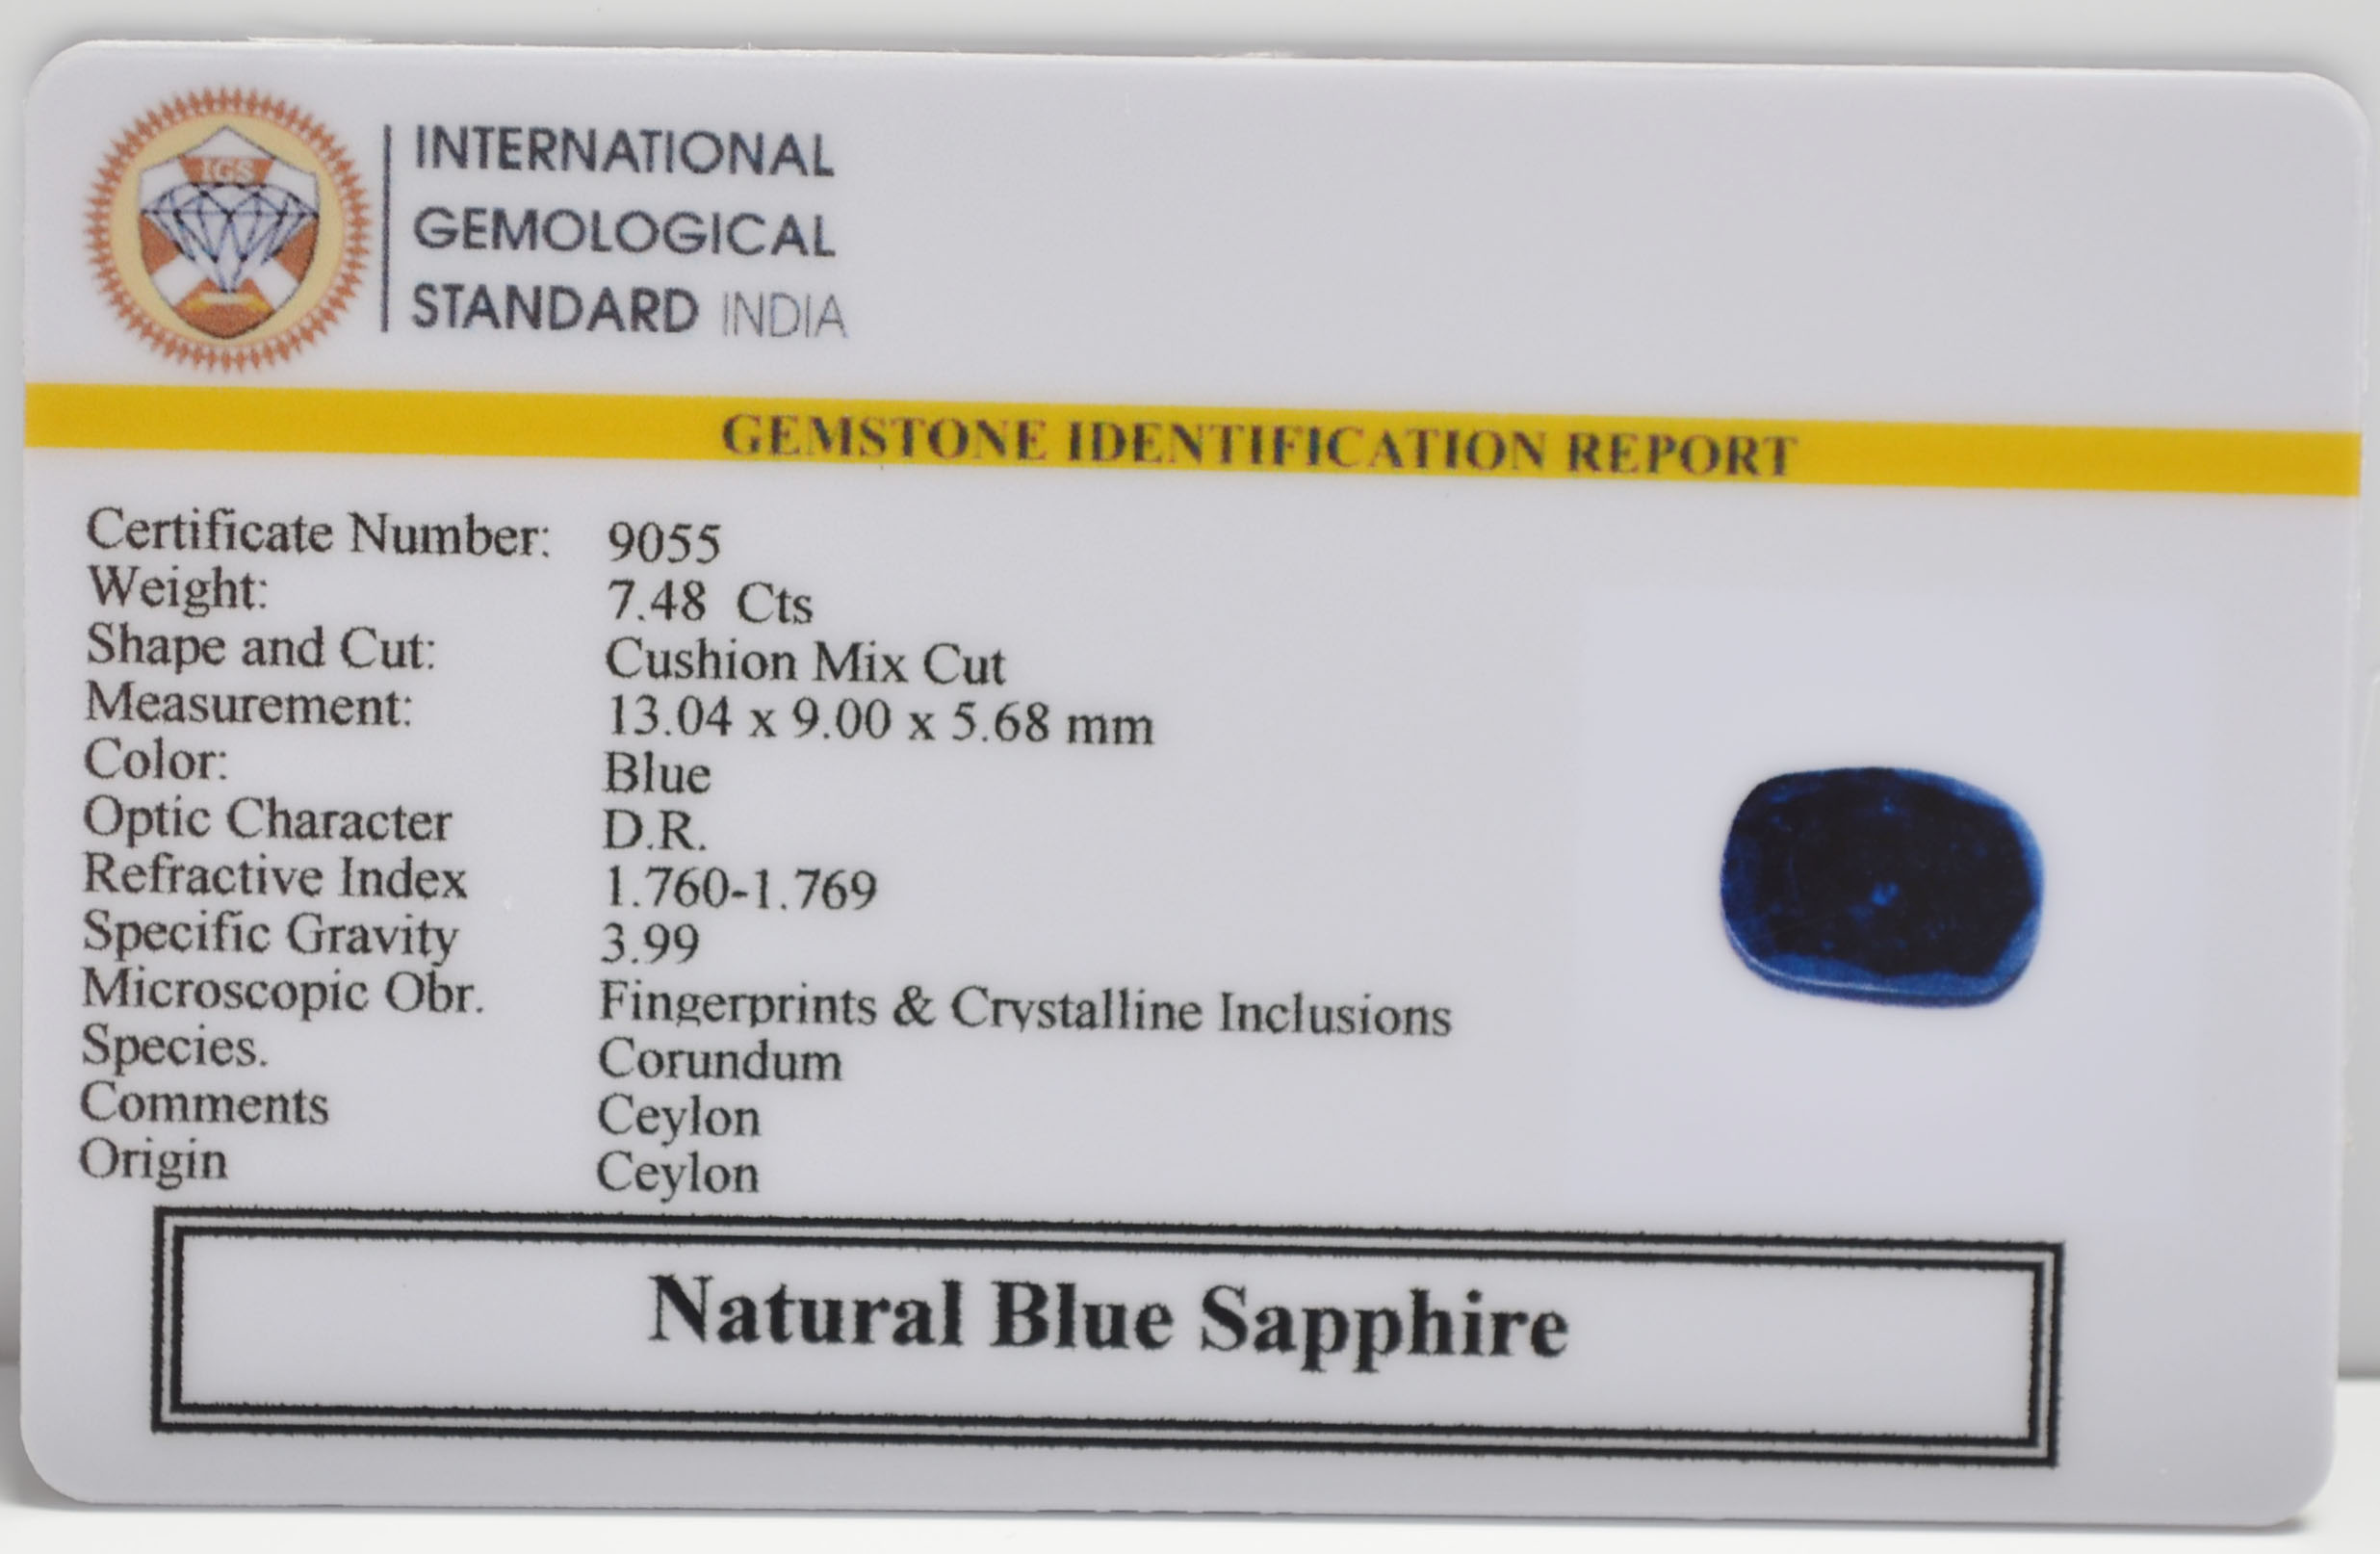 IGS
INTERNATIONAL
GEMOLOGICAL
STANDARD INDIA
GEMSTONE IDENTIFICATION REPORT
Certificate Number: 9055
Weight: 7.48 Cts
Shape and Cut: Cushion Mix Cut
Measurement: 13.04 x 9.00 x 5.68 mm
Color: Blue
Optic Character D.R.
Refractive Index 1.760-1.769
Specific Gravity 3.99
Microscopic Obr. Fingerprints & Crystalline Inclusions
Species. Corundum
Comments Ceylon
Origin Ceylon
Natural Blue Sapphire